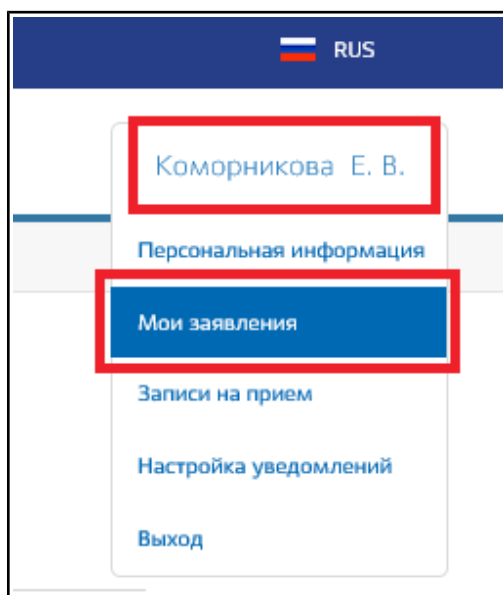 RUS
Коморникова Е. В.
Персональная информация
Мои заявления
Записи на прием
Настройка уведомлений
Выход